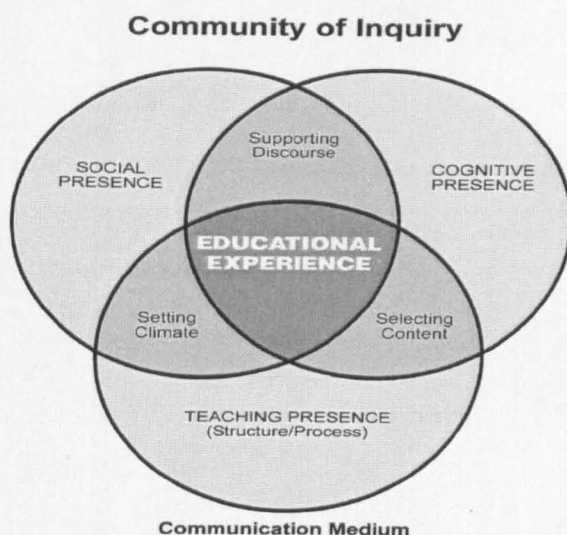 Community of Inquiry
Supporting
Discourse
SOCIAL
PRESENCE
COGNITIVE
PRESENCE
EDUCATIONAL
EXPERIENCE
Setting
Climate
Selecting
Content
TEACHING PRESENCE
(Structure/Process)
Communication Medium